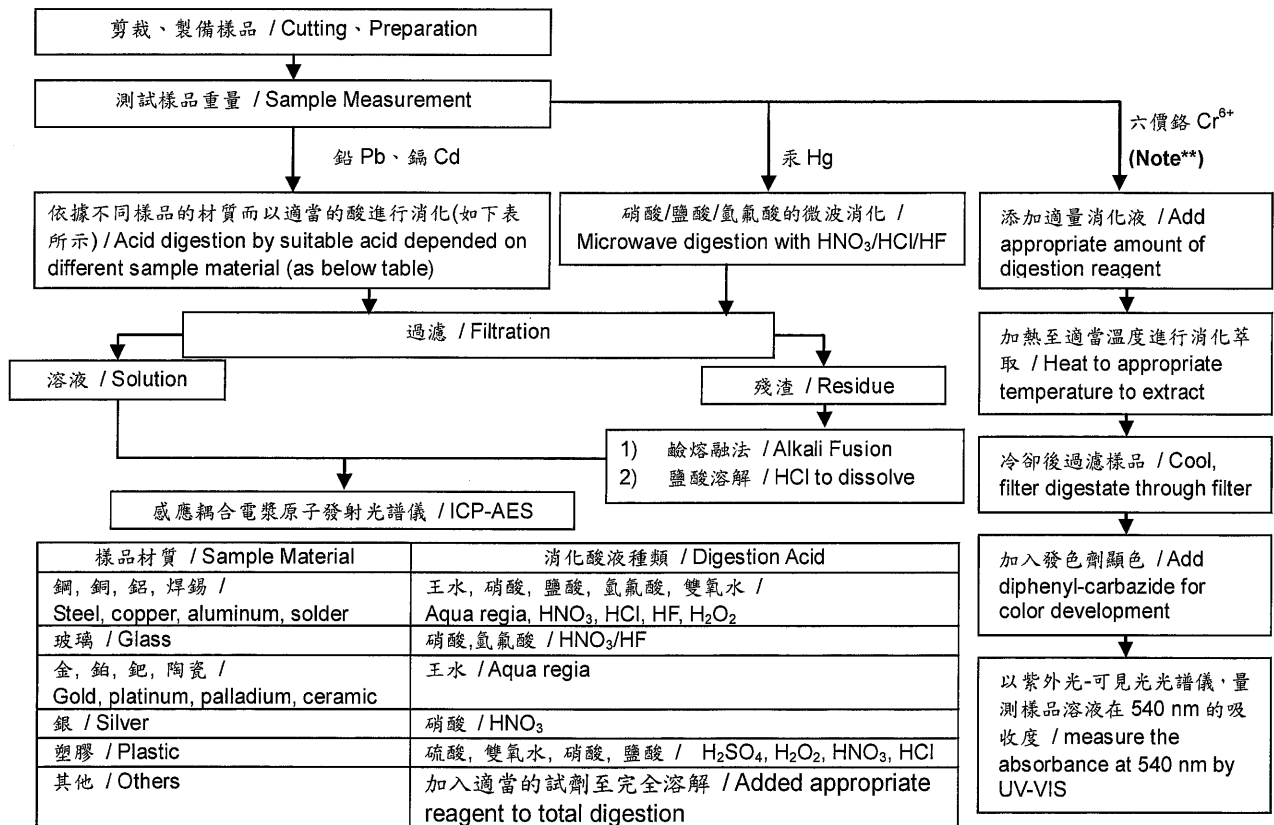 剪裁、製備樣品 / Cutting、Preparation
測試樣品重量 / Sample Measurement
鉛 Pb、鎘 Cd
汞 Hg
六價鉻 Cr6+
(Note**)
依據不同樣品的材質而以適當的酸進行消化(如下表
所示) / Acid digestion by suitable acid depended on
different sample material (as below table)
硝酸/鹽酸/氫氟酸的微波消化 /
Microwave digestion with HNO3/HCl/HF
添加適量消化液 / Add
appropriate amount of
digestion reagent
過濾 / Filtration
溶液 / Solution
殘渣 / Residue
加熱至適當溫度進行消化萃
取 / Heat to appropriate
temperature to extract
1) 鹼熔融法 / Alkali Fusion
2) 鹽酸溶解 / HCl to dissolve
冷卻後過濾樣品 / Cool,
filter digestate through filter
感應耦合電漿原子發射光譜儀 / ICP-AES
加入發色劑顯色 / Add
diphenyl-carbazide for
color development
以紫外光-可見光光譜儀,量
測樣品溶液在 540 nm 的吸
收度 / measure the
absorbance at 540 nm by
UV-VIS
樣品材質 / Sample Material
消化酸液種類 / Digestion Acid
鋼, 銅, 鋁, 焊錫 /
Steel, copper, aluminum, solder
王水, 硝酸, 鹽酸, 氫氟酸, 雙氧水 /
Aqua regia, HNO3, HCl, HF, H2O2
玻璃 / Glass
硝酸,氫氟酸 / HNO3/HF
金, 鉑, 鈀, 陶瓷 /
Gold, platinum, palladium, ceramic
王水 / Aqua regia
銀 / Silver
硝酸 / HNO3
塑膠 / Plastic
硫酸, 雙氧水, 硝酸, 鹽酸 / H2SO4, H2O2, HNO3, HCl
其他 / Others
加入適當的試劑至完全溶解 / Added appropriate
reagent to total digestion